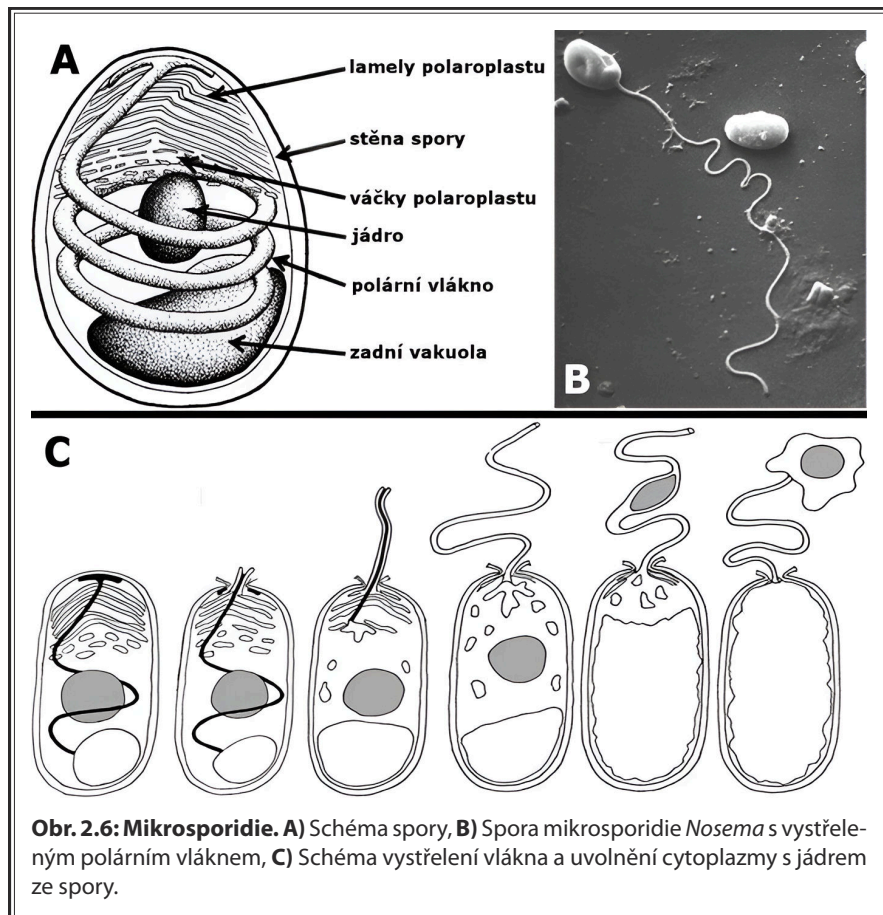 A
lamely polaroplastu
stěna spory
váčky polaroplastu
jádro
polární vlákno
zadní vakuola
B
C
Obr. 2.6: Mikrosporidie. A) Schéma spory, B) Spora mikrosporidie Nosema s vystřele-
ným polárním vláknem, C) Schéma vystřelení vlákna a uvolnění cytoplazmy s jádrem
ze spory.